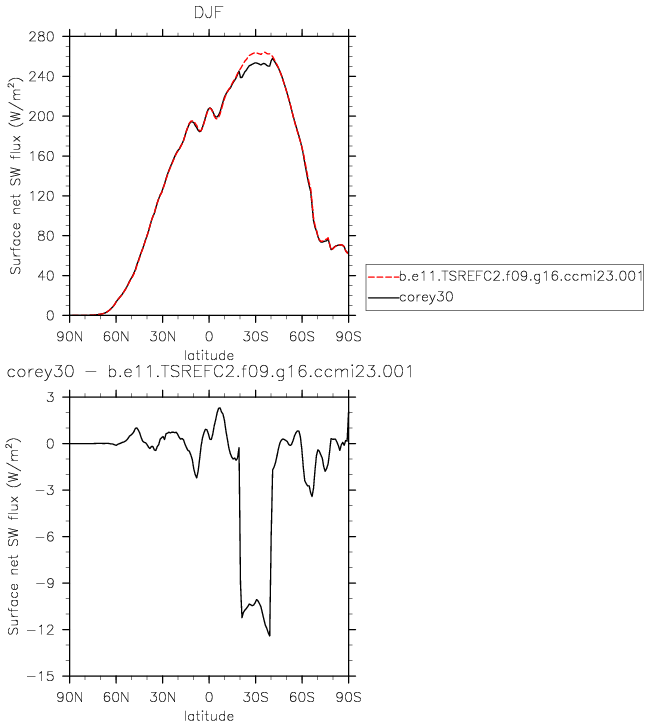 DJF
280
240
200
160
120
80
40
0
Surface net SW flux (W/m²)
90N 60N 30N 0 30S 60S 90S
latitude
b.e11.TSREFC2.f09.g16.ccmi23.001
corey30
corey30 − b.e11.TSREFC2.f09.g16.ccmi23.001
3
0
−3
−6
−9
−12
−15
Surface net SW flux (W/m²)
90N 60N 30N 0 30S 60S 90S
latitude